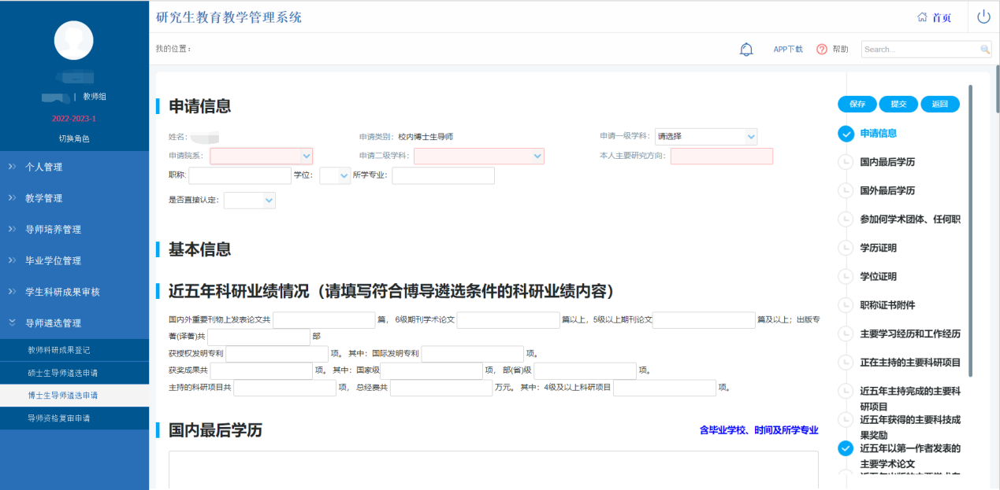 研究生教育教学管理系统
首页
我的位置：
APP下载
帮助
Search...
| 教师组
2022-2023-1
切换角色
个人管理
教学管理
导师培养管理
毕业学位管理
学生科研成果审核
导师遴选管理
教师科研成果登记
硕士生导师遴选申请
博士生导师遴选申请
导师资格复审申请
申请信息
姓名：
申请类别：校内博士生导师
申请一级学科：请选择
申请院系：
申请二级学科：
本人主要研究方向：
职称： 学位： 所学专业：
是否直接认定：
基本信息
近五年科研业绩情况（请填写符合博导遴选条件的科研业绩内容）
国内外重要刊物上发表论文共 篇， 6级期刊学术论文 篇以上，5级以上期刊论文 篇及以上；出版专
著(译著)共 部
获授权发明专利 项。 其中：国际发明专利 项。
获奖成果共 项。 其中：国家级 项， 部(省)级 项。
主持的科研项目共 项， 总经费共 万元。 其中：4级及以上科研项目 项。
国内最后学历
含毕业学校、时间及所学专业
保存 提交 返回
申请信息
国内最后学历
国外最后学历
参加何学术团体、任何职
学历证明
学位证明
职称证书附件
主要学习经历和工作经历
正在主持的主要科研项目
近五年主持完成的主要科
研项目
近五年获得的主要科技成
果奖励
近五年以第一作者发表的
主要学术论文